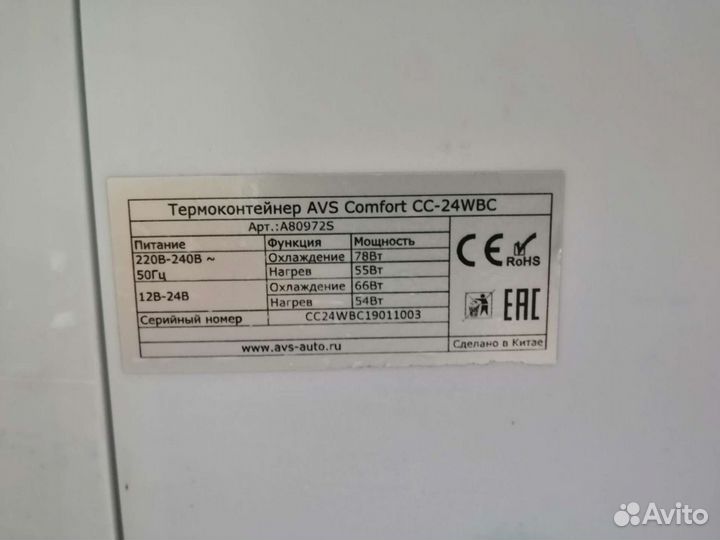 Термоконтейнер AVS Comfort CC-24WBC
Арт.:A80972S
Питание Функция Мощность
220В-240В ~ 50Гц Охлаждение 78Вт
Нагрев 55Вт
12В-24В Охлаждение 66Вт
Нагрев 54Вт
Серийный номер CC24WBC19011003
www.avs-auto.ru
CE RoHS
EAC
Сделано в Китае
Avito